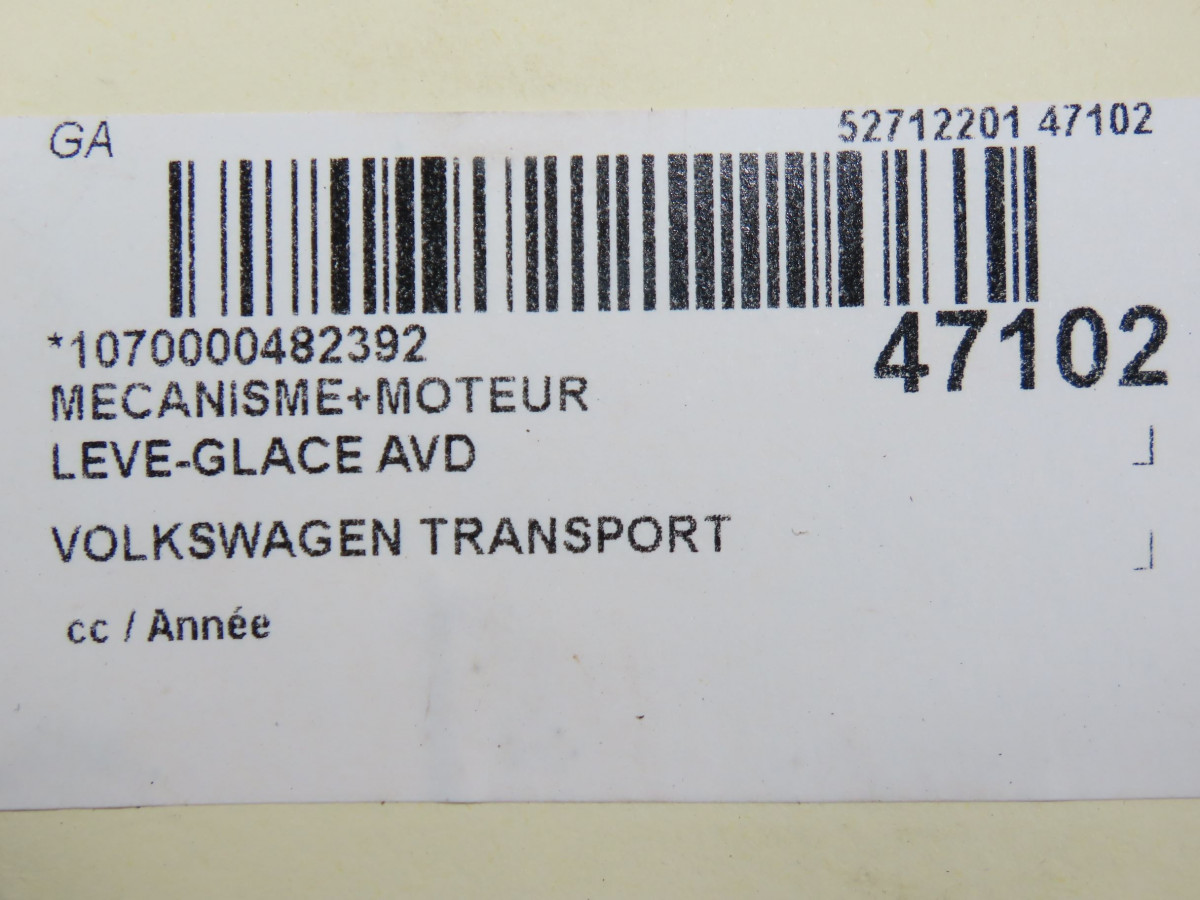 GA
52712201 47102
*1070000482392
47102
MECANISME+MOTEUR
LEVE-GLACE AVD
VOLKSWAGEN TRANSPORT
cc / Année